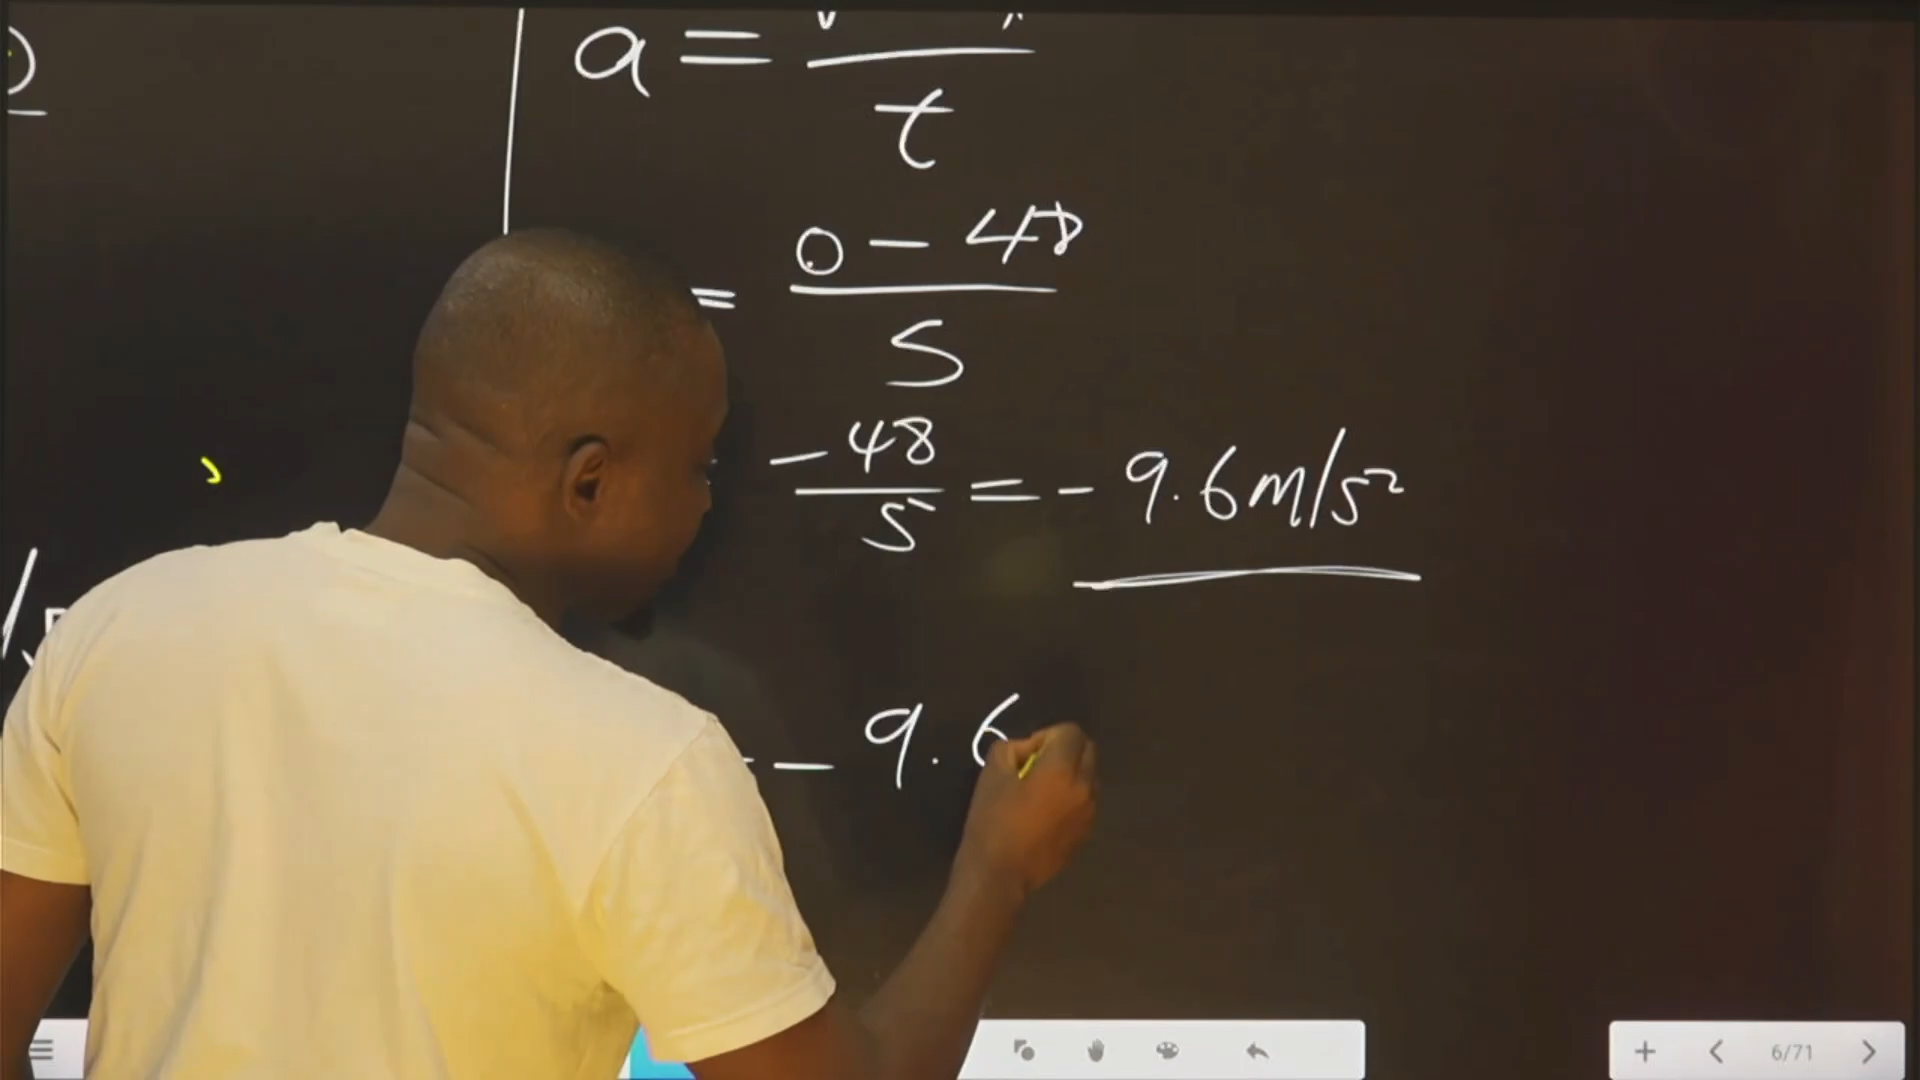 a = —/t
= 0 - 48/5
-48/5 = - 9.6 m/s²
- 9.6
6/71